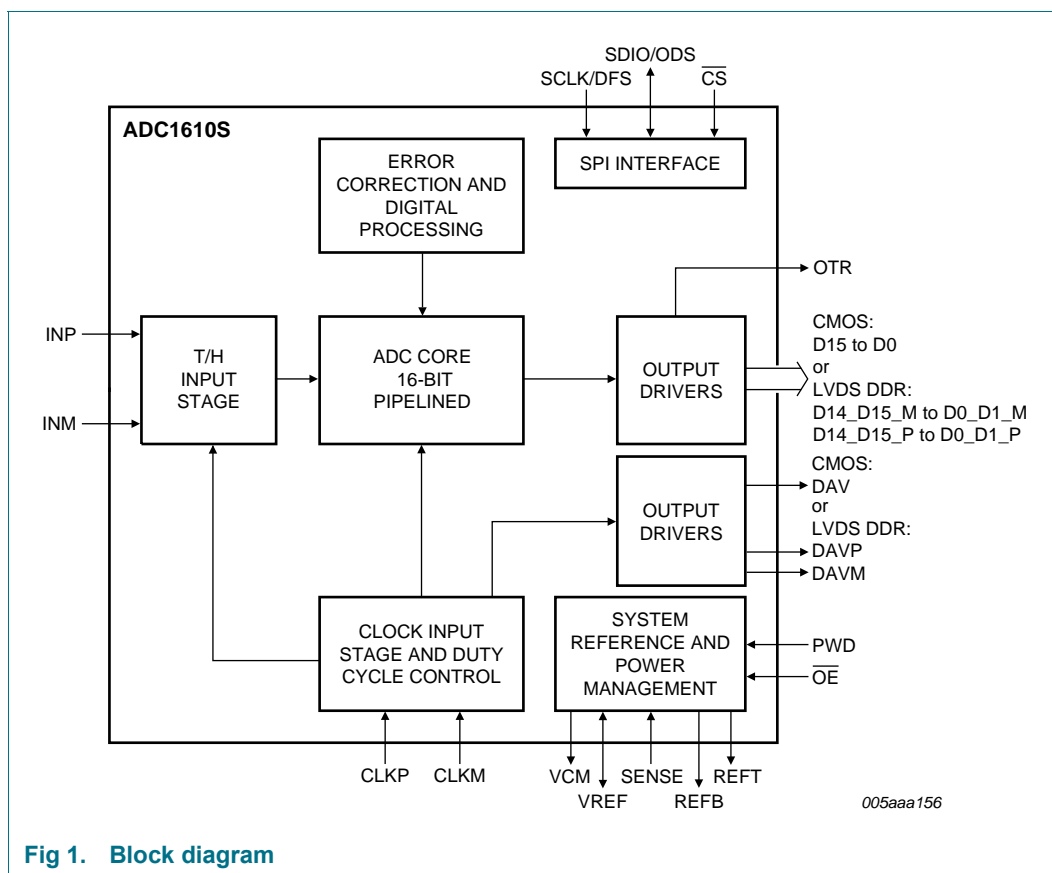 SDIO/ODS
SCLK/DFS
CS
ADC1610S
ERROR
CORRECTION AND
DIGITAL
PROCESSING
SPI INTERFACE
OTR
INP
INM
T/H
INPUT
STAGE
ADC CORE
16-BIT
PIPELINED
OUTPUT
DRIVERS
CMOS:
D15 to D0
or
LVDS DDR:
D14_D15_M to D0_D1_M
D14_D15_P to D0_D1_P
OUTPUT
DRIVERS
CMOS:
DAV
or
LVDS DDR:
DAVP
DAVM
CLOCK INPUT
STAGE AND DUTY
CYCLE CONTROL
SYSTEM
REFERENCE AND
POWER
MANAGEMENT
PWD
OE
CLKP
CLKM
VCM
VREF
SENSE
REFB
REFT
005aaa156
Fig 1. Block diagram